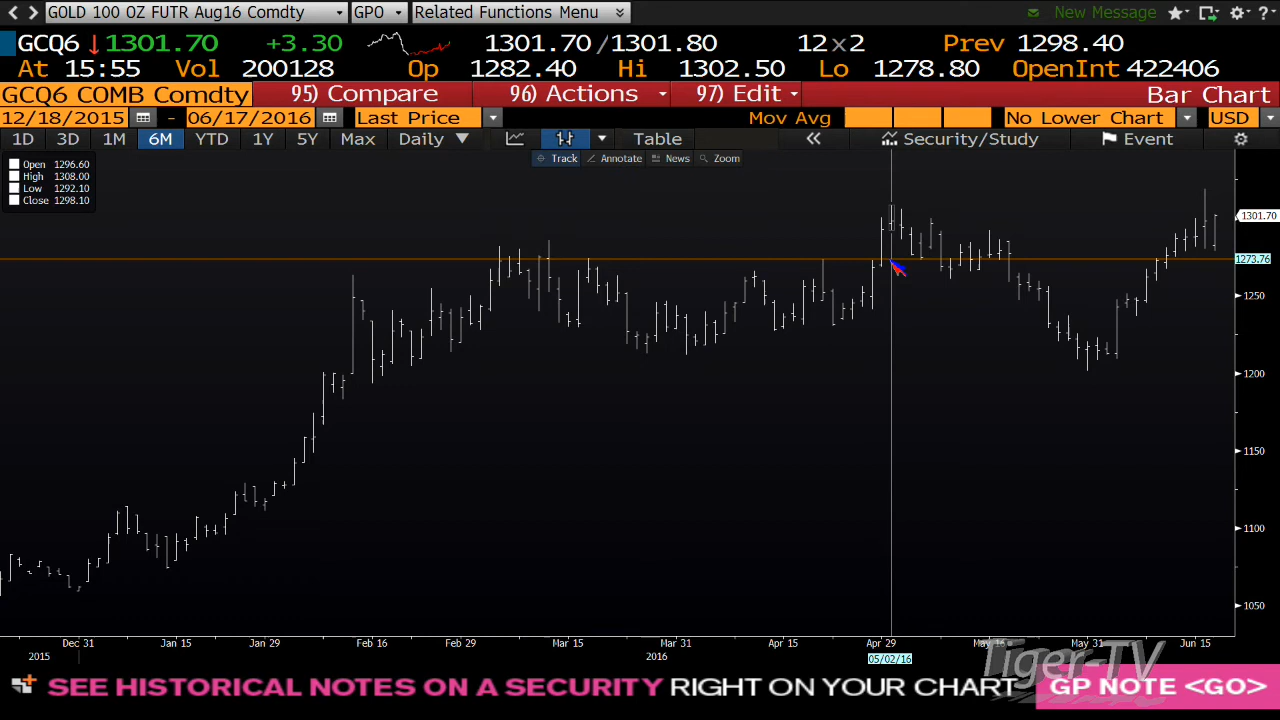 GOLD 100 OZ FUTR Aug16 Comdty GPO Related Functions Menu New Message
GCQ6 1301.70 +3.30 1301.70/1301.80 12x2 Prev 1298.40
At 15:55 Vol 200128 Op 1282.40 Hi 1302.50 Lo 1278.80 OpenInt 422406
GCQ6 COMB Comdty 95) Compare 96) Actions 97) Edit Bar Chart
12/18/2015 - 06/17/2016 Last Price Mov Avg No Lower Chart USD
1D 3D 1M 6M YTD 1Y 5Y Max Daily Table Security/Study Event
Track Annotate News Zoom
Open 1296.60
High 1308.00
Low 1292.10
Close 1298.10
1301.70
1273.76
1250
1200
1150
1100
1050
Dec 31 Jan 15 Jan 29 Feb 16 Feb 29 Mar 15 Mar 31 Apr 15 Apr 29 May 16 May 31 Jun 15
2015 2016 05/02/16
Tiger-TV
SEE HISTORICAL NOTES ON A SECURITY RIGHT ON YOUR CHART GP NOTE <GO>